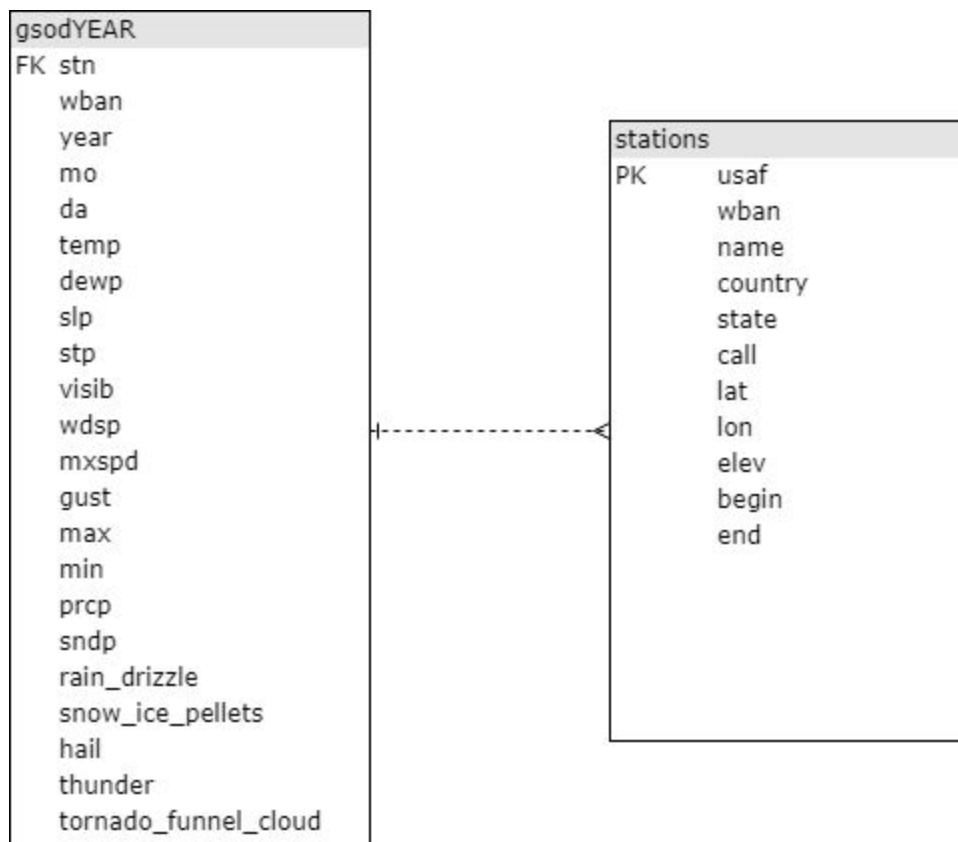 gsodYEAR
FK stn
wban
year
mo
da
temp
dewp
slp
stp
visib
wdsp
mxspd
gust
max
min
prcp
sndp
rain_drizzle
snow_ice_pellets
hail
thunder
tornado_funnel_cloud
stations
PK usaf
wban
name
country
state
call
lat
lon
elev
begin
end